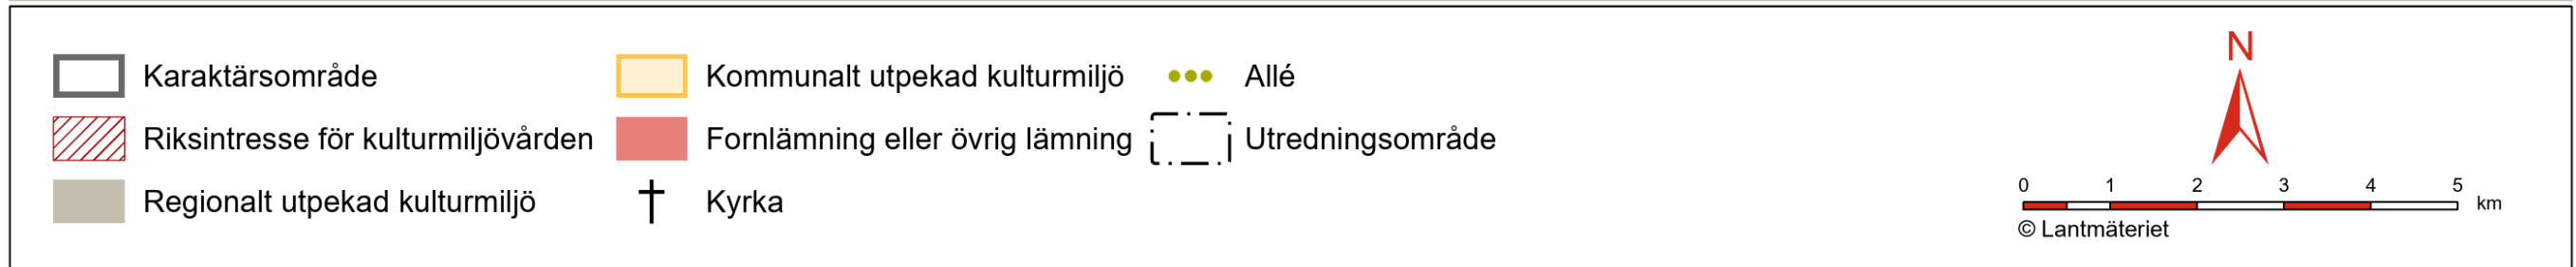 Karaktärsområde
Riksintresse för kulturmiljövården
Regionalt utpekad kulturmiljö
Kommunalt utpekad kulturmiljö
Fornlämning eller övrig lämning
Kyrka
Allé
Utredningsområde
N
0 1 2 3 4 5 km
© Lantmäteriet